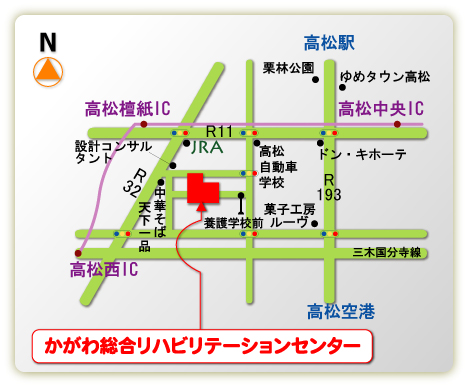 N
高松駅
栗林公園
ゆめタウン高松
高松檀紙IC
高松中央IC
R11
設計コンサル
タント
JRA
高松
自動車
学校
ドン・キホーテ
R
32
R
193
中華そば
天下一品
養護学校前
菓子工房
ルーヴ
三木国分寺線
高松西IC
高松空港
かがわ総合リハビリテーションセンター